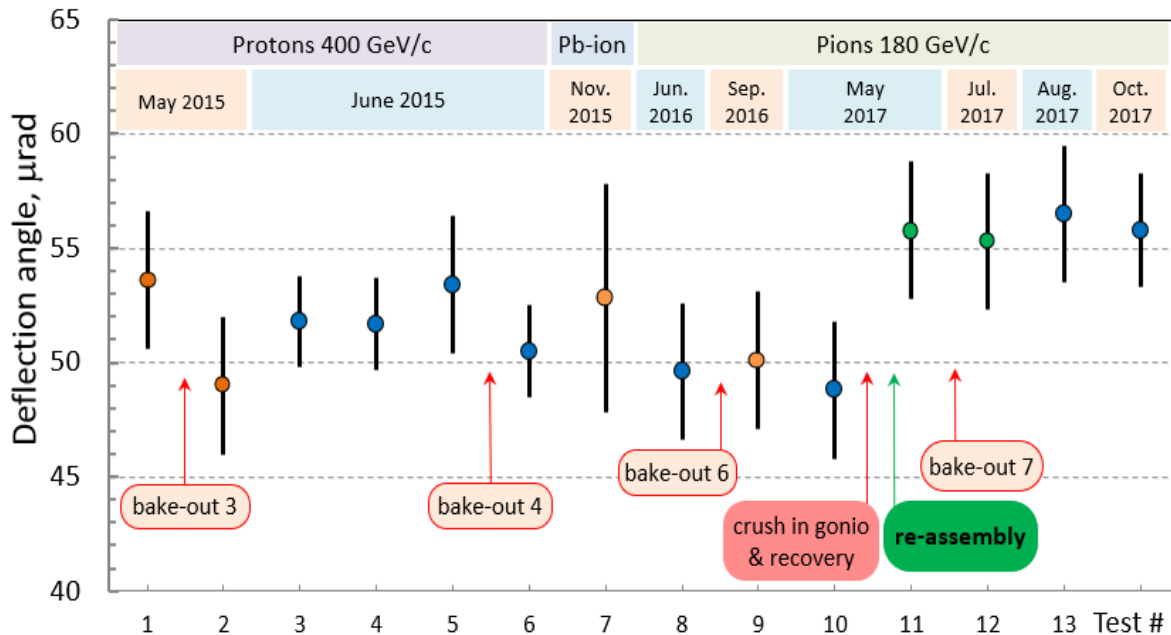 65
60
55
50
45
40
Deflection angle, µrad
Protons 400 GeV/c
Pb-ion
Pions 180 GeV/c
May 2015
June 2015
Nov.
2015
Jun.
2016
Sep.
2016
May
2017
Jul.
2017
Aug.
2017
Oct.
2017
bake-out 3
bake-out 4
bake-out 6
bake-out 7
crush in gonio
& recovery
re-assembly
1 2 3 4 5 6 7 8 9 10 11 12 13 Test #